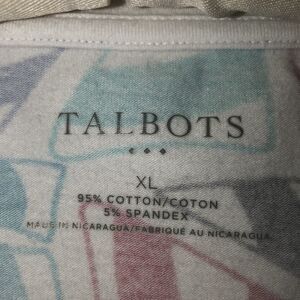 TALBOTS
XL
95% COTTON/COTON
5% SPANDEX
MADE IN NICARAGUA/FABRIQUÉ AU NICARAGUA